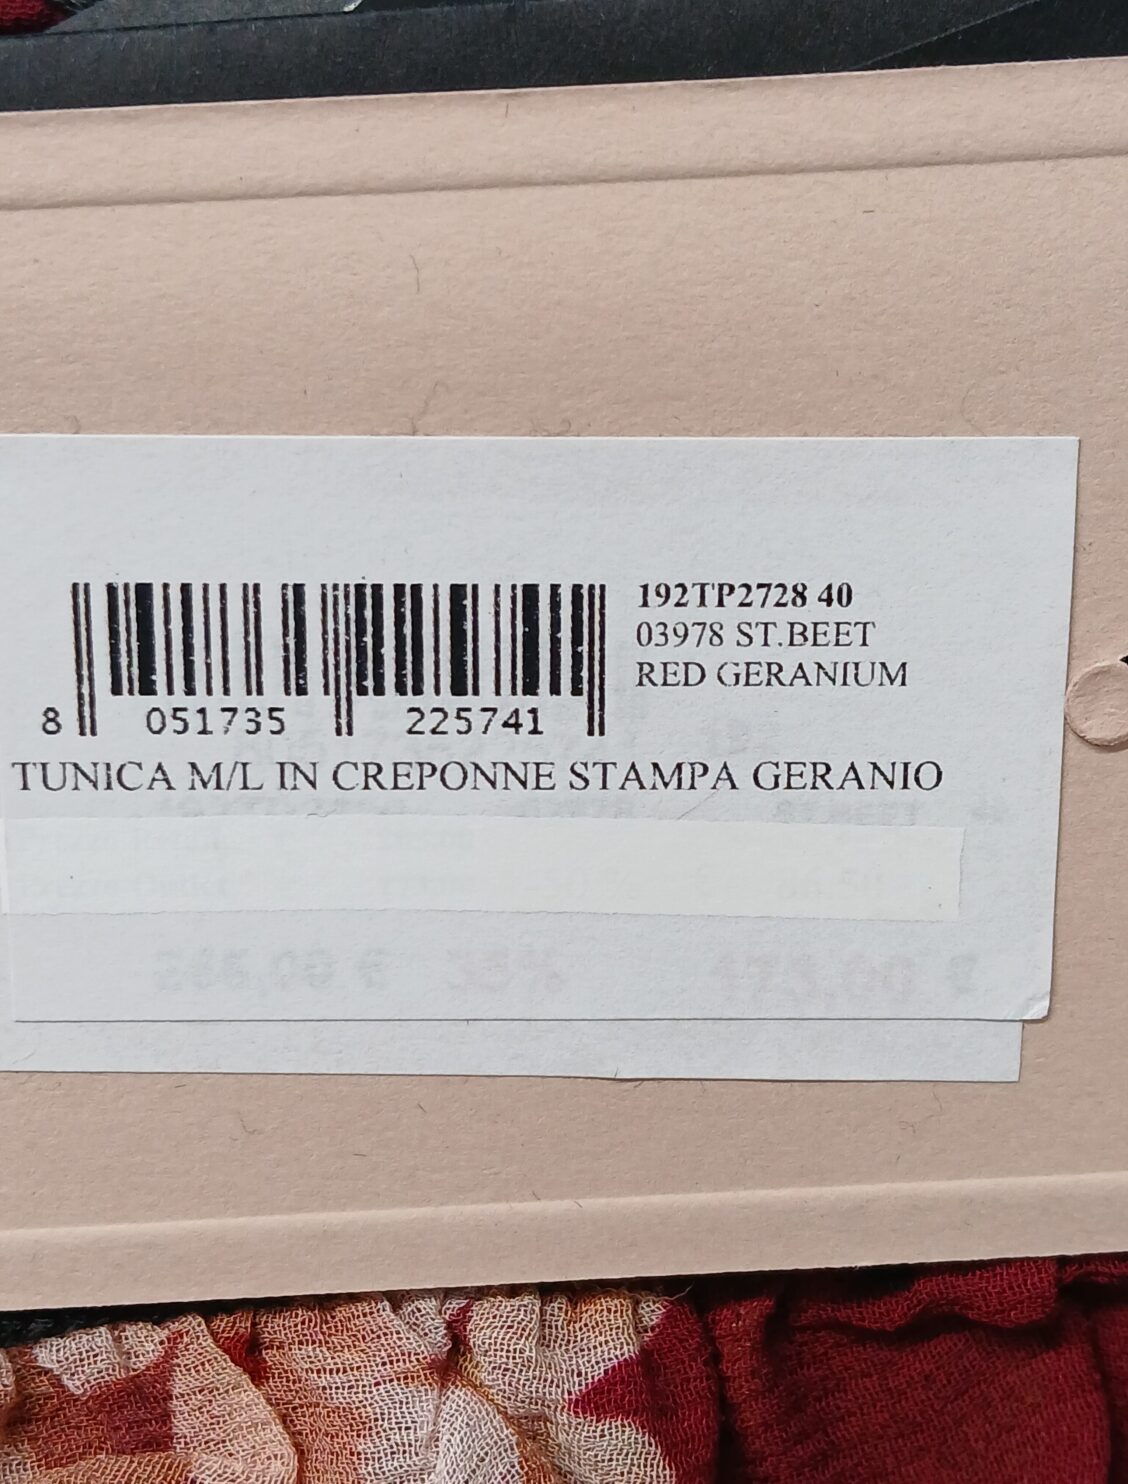 192TP2728 40
03978 ST.BEET
RED GERANIUM
8 051735 225741
TUNICA M/L IN CREPONNE STAMPA GERANIO